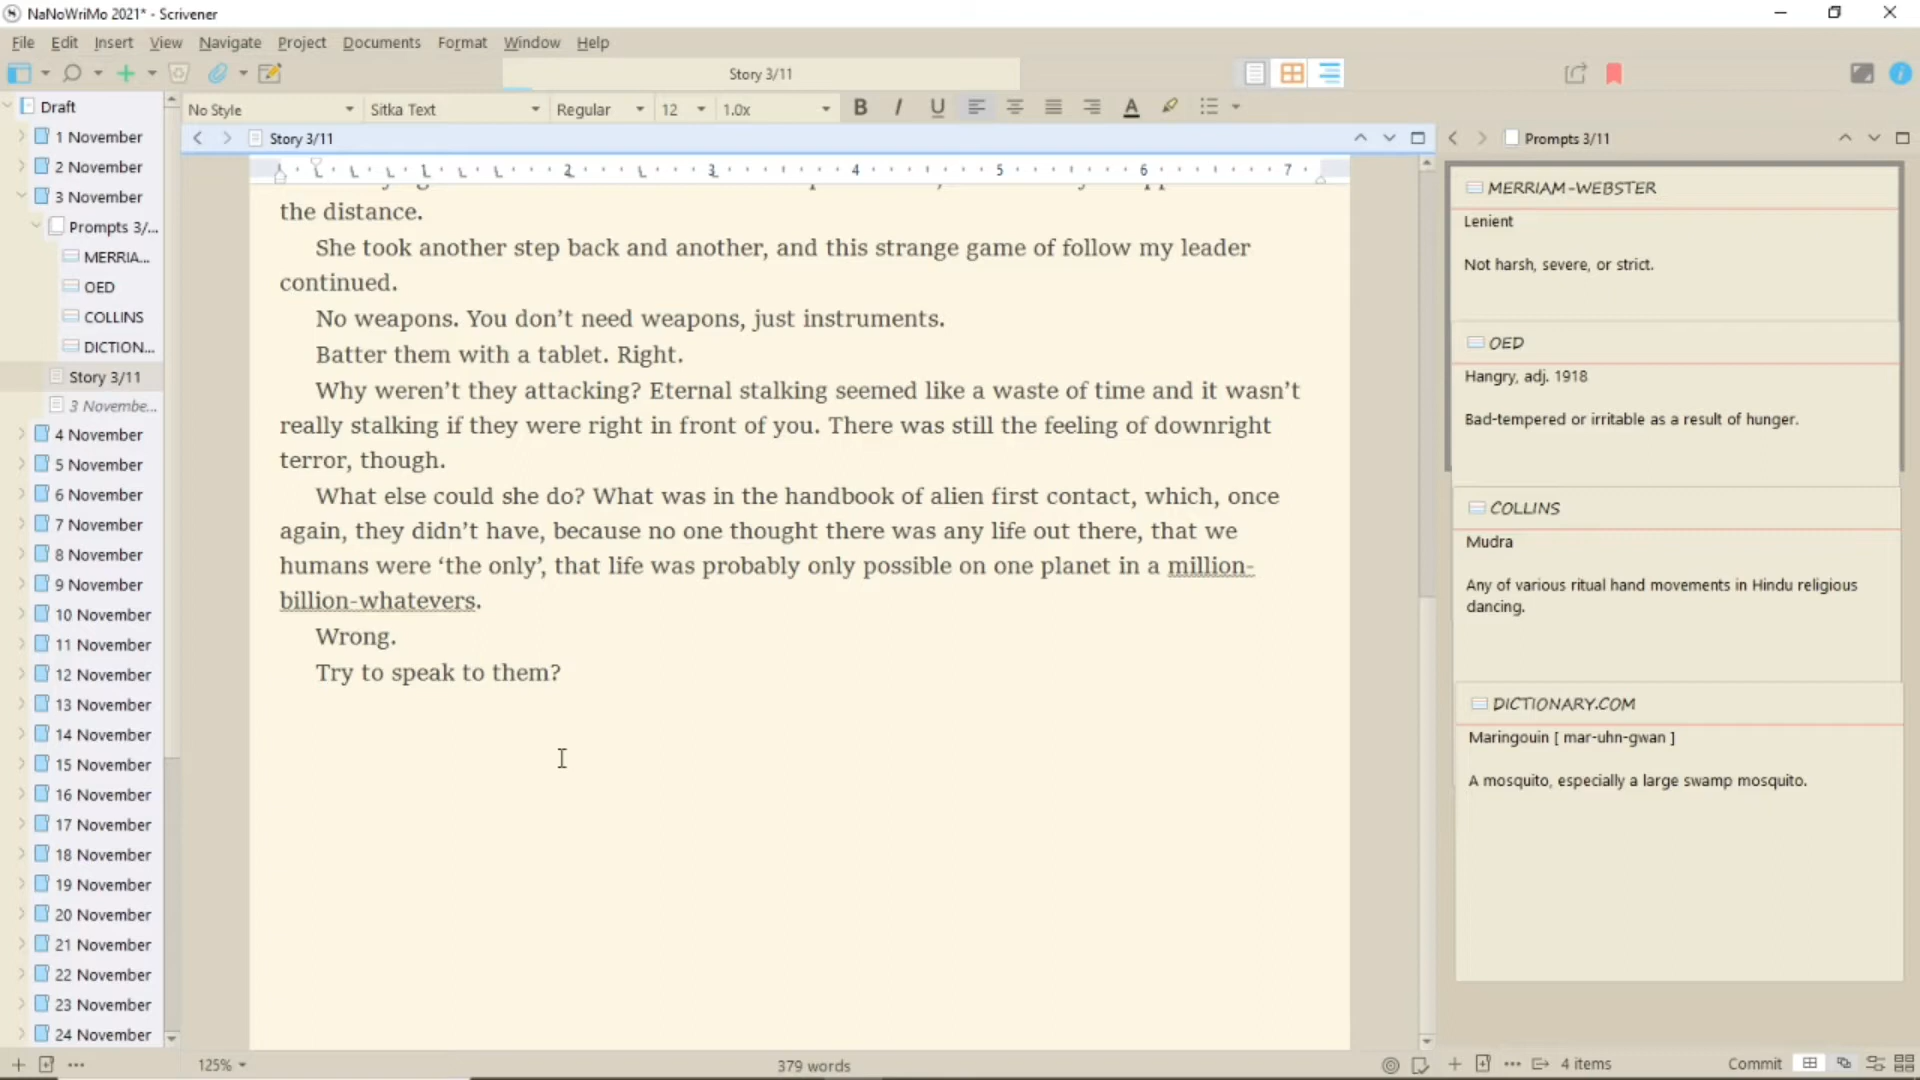 NaNoWriMo 2021* - Scrivener
File Edit Insert View Navigate Project Documents Format Window Help
Story 3/11
No Style Sitka Text Regular 12 1.0x B I U A
Draft
1 November
2 November
3 November
Prompts 3/...
MERRIA...
OED
COLLINS
DICTION...
Story 3/11
3 Novembe...
4 November
5 November
6 November
7 November
8 November
9 November
10 November
11 November
12 November
13 November
14 November
15 November
16 November
17 November
18 November
19 November
20 November
21 November
22 November
23 November
24 November
Story 3/11
1 2 3 4 5 6 7
the distance.
She took another step back and another, and this strange game of follow my leader
continued.
No weapons. You don’t need weapons, just instruments.
Batter them with a tablet. Right.
Why weren’t they attacking? Eternal stalking seemed like a waste of time and it wasn’t
really stalking if they were right in front of you. There was still the feeling of downright
terror, though.
What else could she do? What was in the handbook of alien first contact, which, once
again, they didn’t have, because no one thought there was any life out there, that we
humans were ‘the only’, that life was probably only possible on one planet in a million-
billion-whatevers.
Wrong.
Try to speak to them?
Prompts 3/11
MERRIAM-WEBSTER
Lenient
Not harsh, severe, or strict.
OED
Hangry, adj. 1918
Bad-tempered or irritable as a result of hunger.
COLLINS
Mudra
Any of various ritual hand movements in Hindu religious
dancing.
DICTIONARY.COM
Maringouin [ mar-uhn-gwan ]
A mosquito, especially a large swamp mosquito.
125%
379 words
4 items
Commit